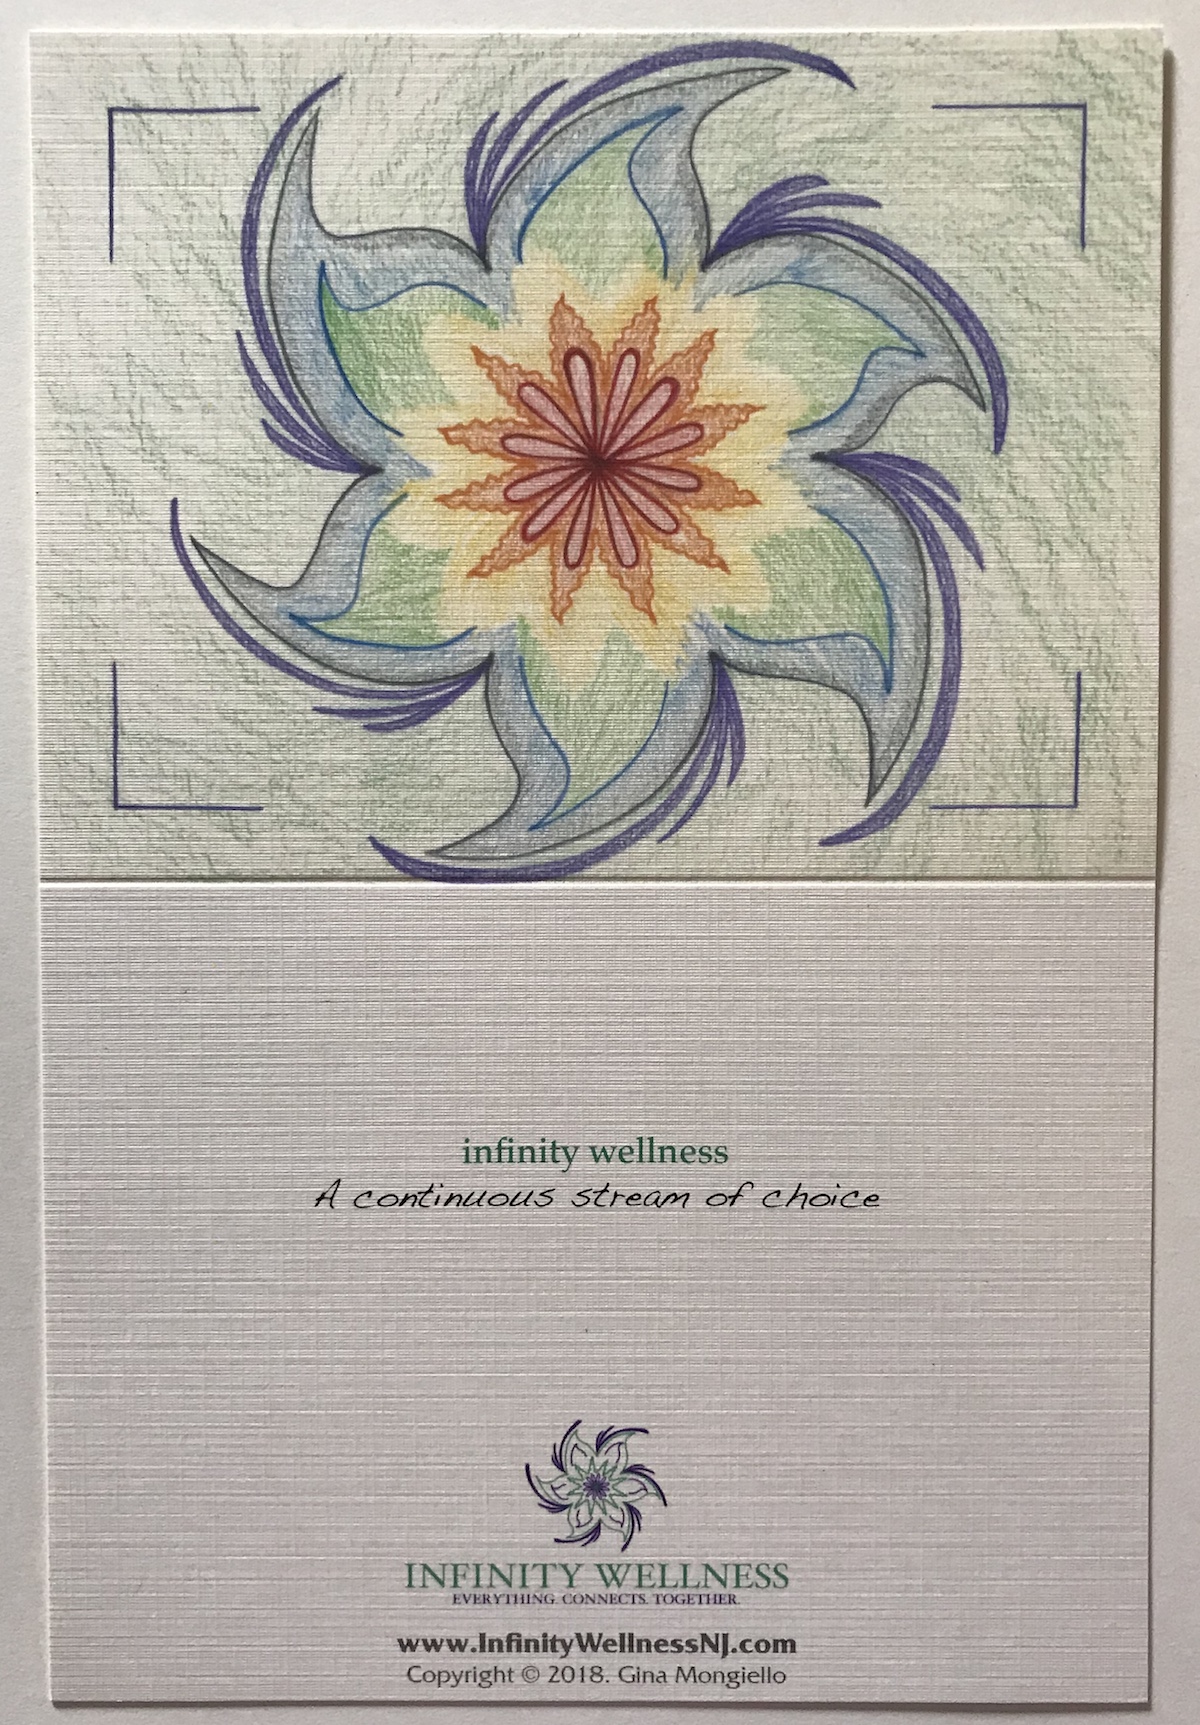 infinity wellness
A continuous stream of choice
INFINITY WELLNESS
EVERYTHING. CONNECTS. TOGETHER.
www.InfinityWellnessNJ.com
Copyright © 2018. Gina Mongiello